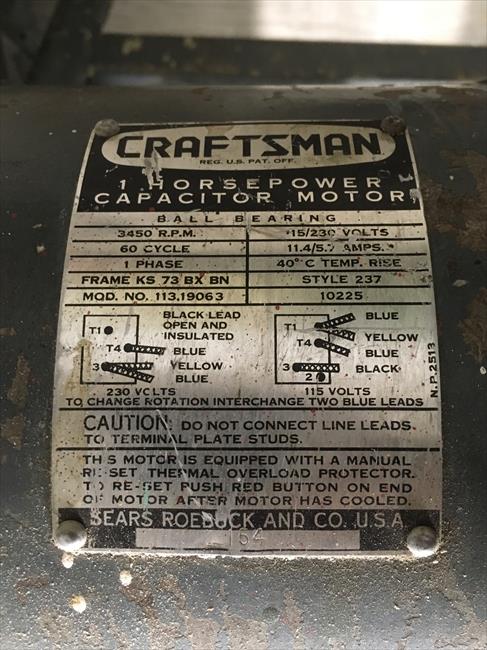 CRAFTSMAN
REG. U.S. PAT. OFF.
1 HORSEPOWER
CAPACITOR MOTOR
BALL BEARING
3450 R.P.M. 15/230 VOLTS
60 CYCLE 11.4/5.7 AMPS.
1 PHASE 40°C TEMP. RISE
FRAME KS 73 BX BN STYLE 237
MOD. NO. 113.19063 10225
T1 BLACK LEAD
OPEN AND
INSULATED
T4 BLUE
3 YELLOW
BLUE
230 VOLTS
T1 BLUE
YELLOW
T4 BLUE
3 BLACK
2
115 VOLTS
TO CHANGE ROTATION INTERCHANGE TWO BLUE LEADS
N.P. 2513
CAUTION: DO NOT CONNECT LINE LEADS
TO TERMINAL PLATE STUDS.
THIS MOTOR IS EQUIPPED WITH A MANUAL
RE-SET THERMAL OVERLOAD PROTECTOR.
TO RE-SET PUSH RED BUTTON ON END
OF MOTOR AFTER MOTOR HAS COOLED.
SEARS ROEBUCK AND CO. U.S.A.
64